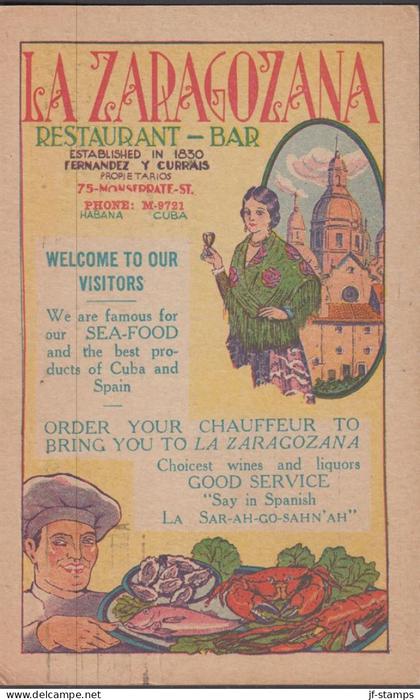 LA ZARAGOZANA
RESTAURANT — BAR
ESTABLISHED IN 1830
FERNANDEZ Y CURRAIS
PROPIETARIOS
75-MONSERRATE-ST.
PHONE: M-9721
HABANA CUBA
WELCOME TO OUR
VISITORS
We are famous for
our SEA-FOOD
and the best pro-
ducts of Cuba and
Spain
ORDER YOUR CHAUFFEUR TO
BRING YOU TO LA ZARAGOZANA
Choicest wines and liquors
GOOD SERVICE
"Say in Spanish
LA SAR-AH-GO-SAHN'AH"
Delcampe.net
jf-stamps